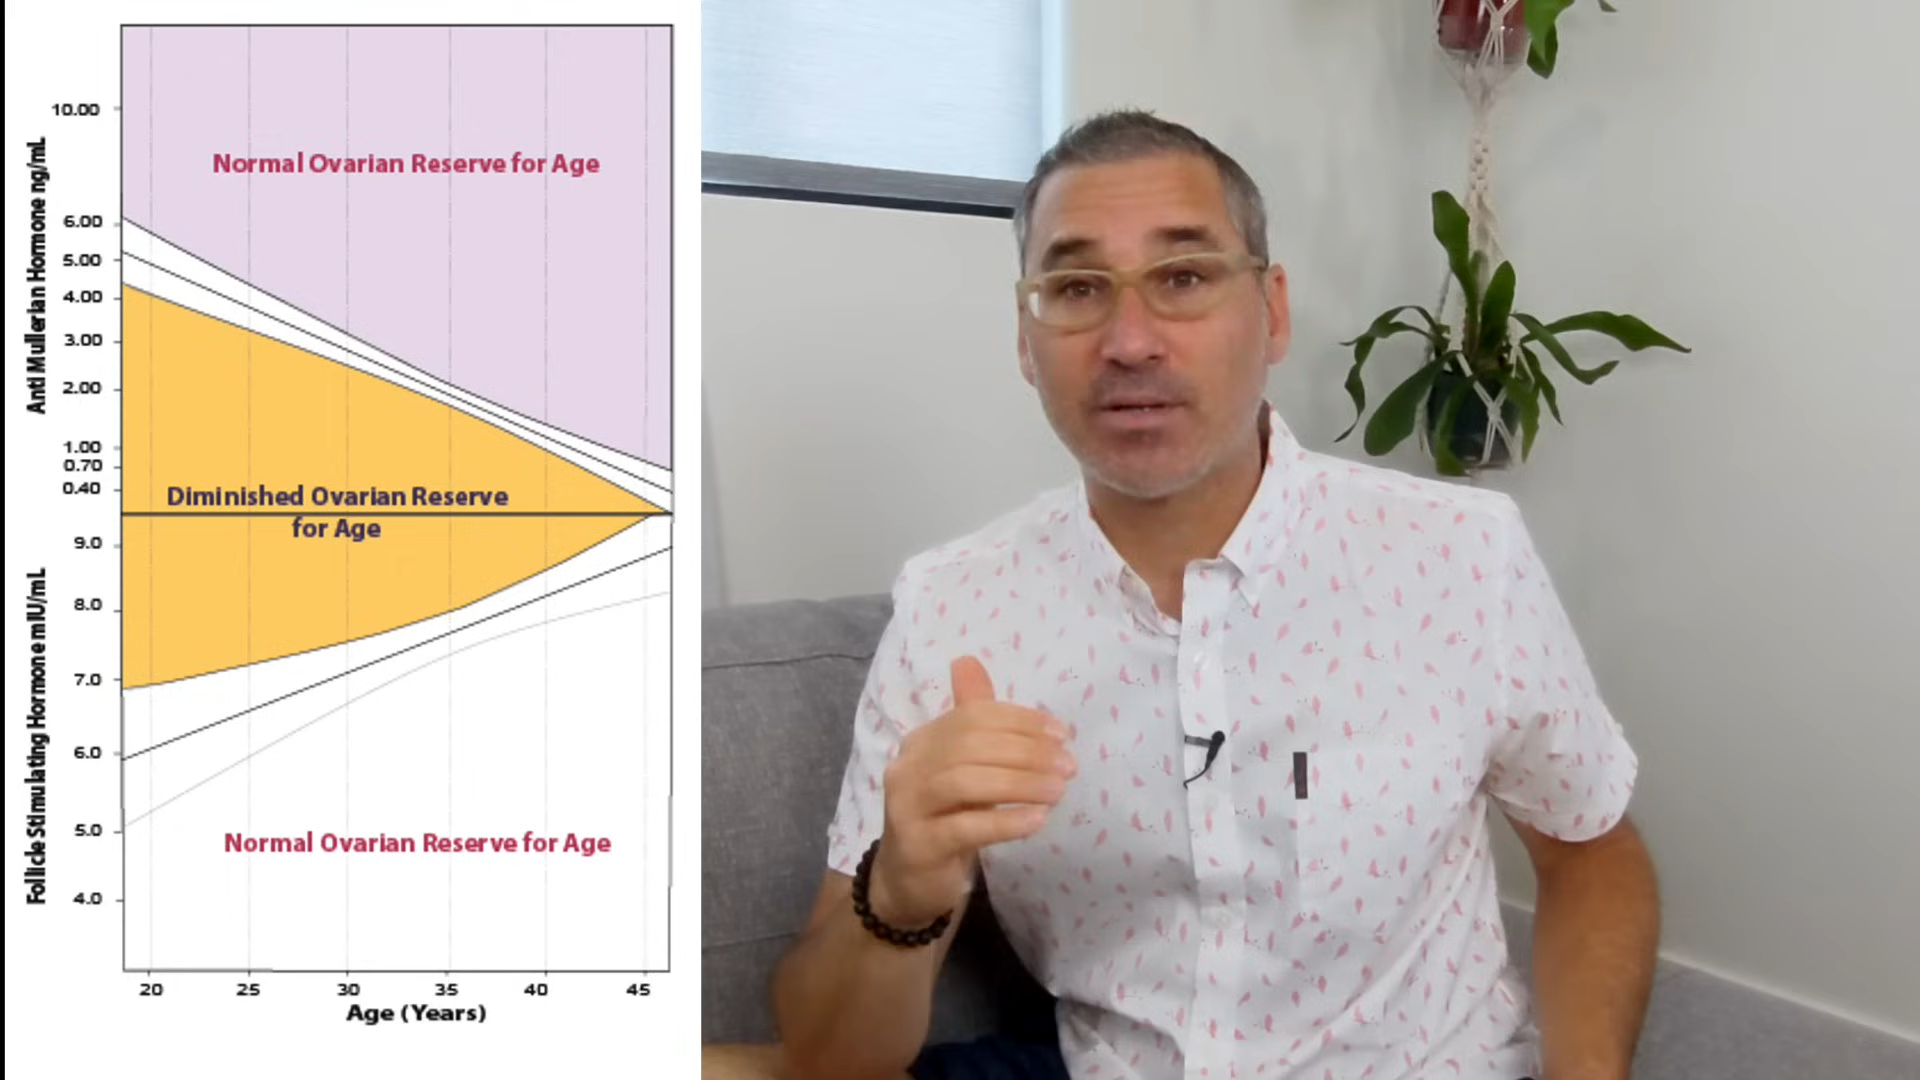 10.00
Normal Ovarian Reserve for Age
6.00
5.00
4.00
3.00
2.00
1.00
0.70
0.40
Anti Mullerian Hormone ng/mL
Diminished Ovarian Reserve
for Age
9.0
8.0
7.0
6.0
5.0
4.0
Follicle Stimulating Hormone mIU/mL
Normal Ovarian Reserve for Age
20 25 30 35 40 45
Age (Years)